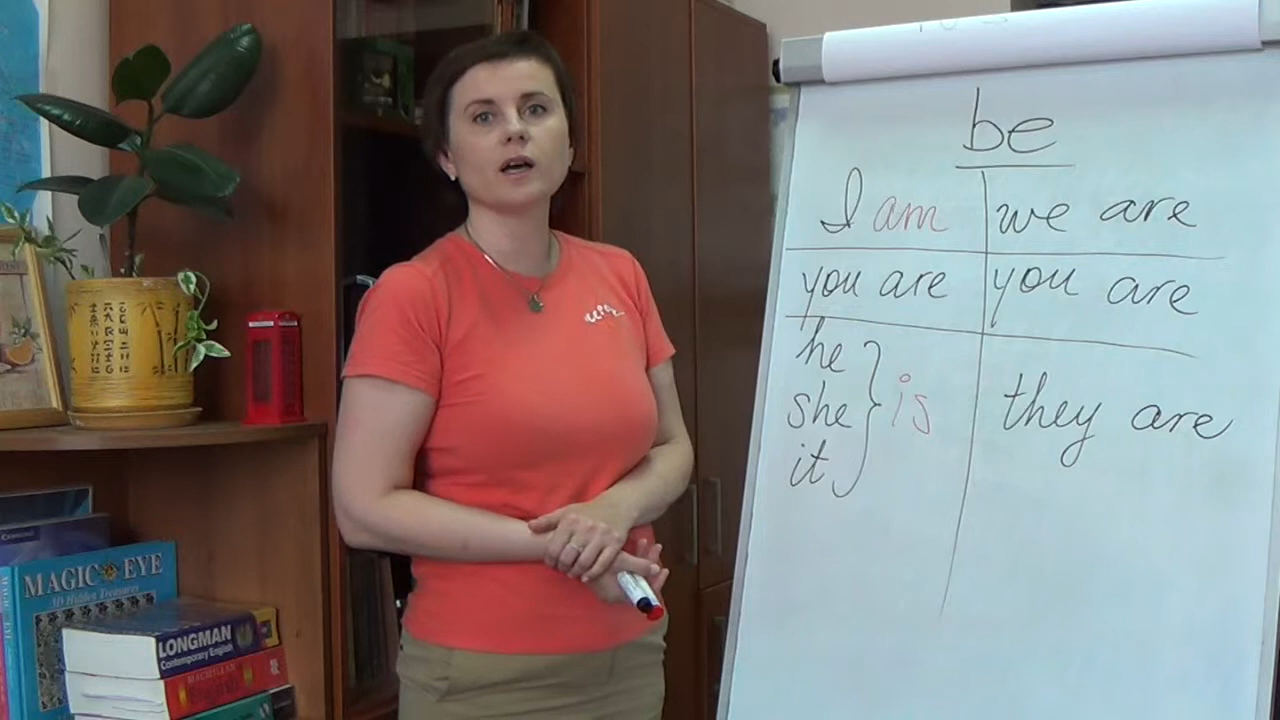 be
I am we are
you are you are
he
she is they are
it
MAGIC EYE
LONGMAN
Contemporary English
MACMILLAN